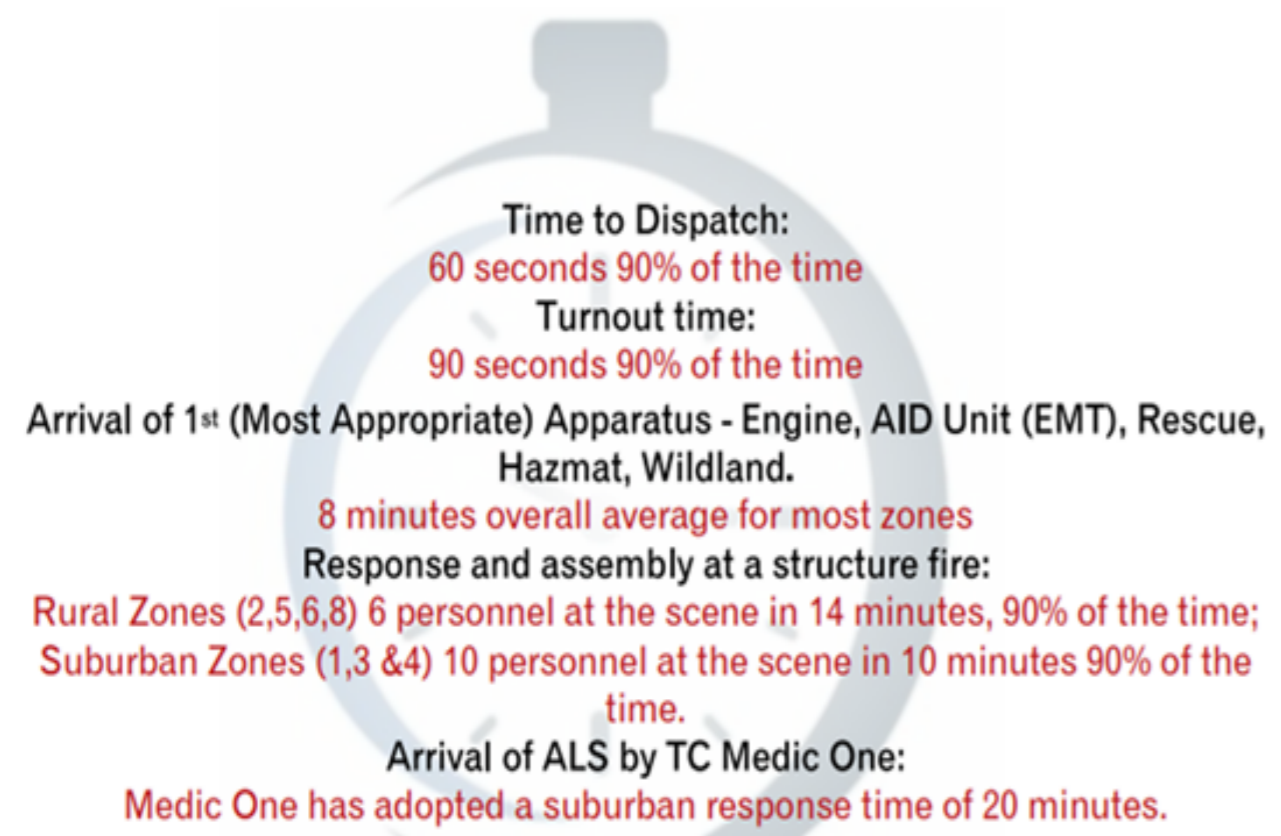 Time to Dispatch:
60 seconds 90% of the time
Turnout time:
90 seconds 90% of the time
Arrival of 1st (Most Appropriate) Apparatus - Engine, AID Unit (EMT), Rescue,
Hazmat, Wildland.
8 minutes overall average for most zones
Response and assembly at a structure fire:
Rural Zones (2,5,6,8) 6 personnel at the scene in 14 minutes, 90% of the time;
Suburban Zones (1,3 &4) 10 personnel at the scene in 10 minutes 90% of the
time.
Arrival of ALS by TC Medic One:
Medic One has adopted a suburban response time of 20 minutes.